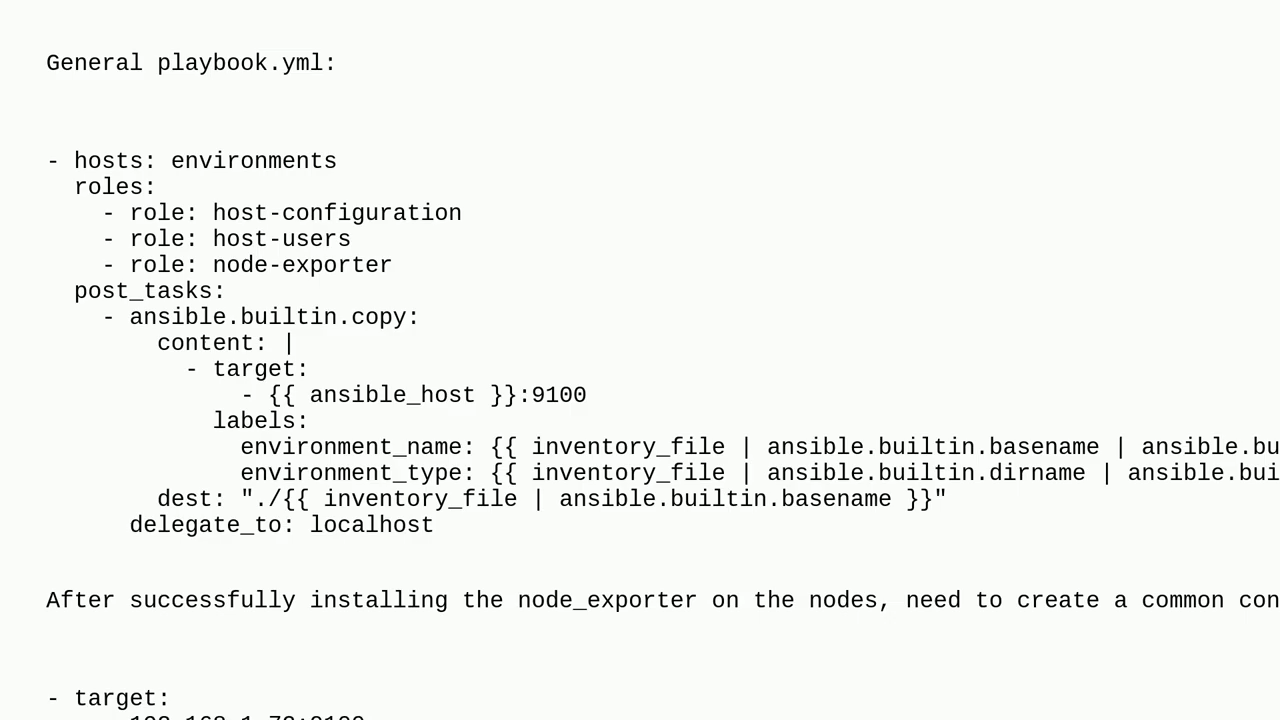 General playbook.yml:
- hosts: environments
  roles:
    - role: host-configuration
    - role: host-users
    - role: node-exporter
  post_tasks:
    - ansible.builtin.copy:
        content: |
          - target:
              - {{ ansible_host }}:9100
            labels:
              environment_name: {{ inventory_file | ansible.builtin.basename | ansible.bu
              environment_type: {{ inventory_file | ansible.builtin.dirname | ansible.bui
        dest: "./{{ inventory_file | ansible.builtin.basename }}"
      delegate_to: localhost
After successfully installing the node_exporter on the nodes, need to create a common con
- target: